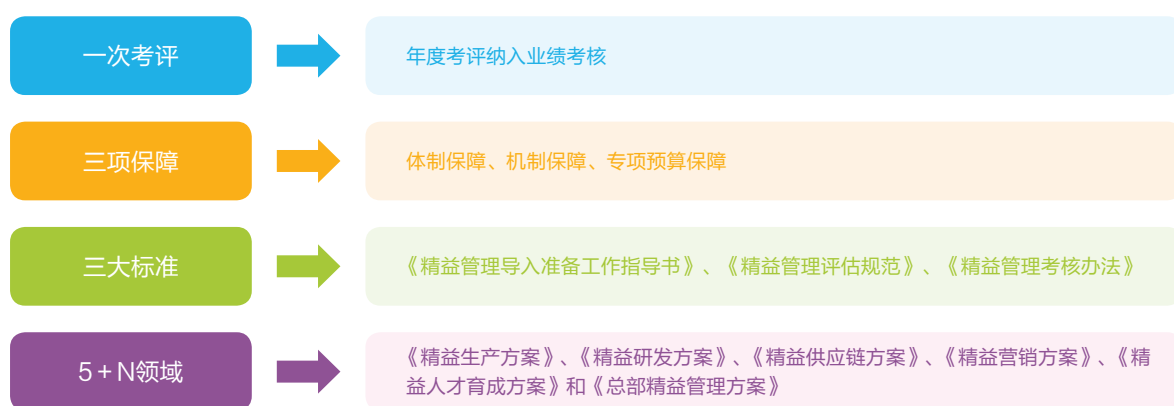 一次考评
年度考评纳入业绩考核
三项保障
体制保障、机制保障、专项预算保障
三大标准
《精益管理导入准备工作指导书》、《精益管理评估规范》、《精益管理考核办法》
5+N领域
《精益生产方案》、《精益研发方案》、《精益供应链方案》、《精益营销方案》、《精
益人才育成方案》和《总部精益管理方案》